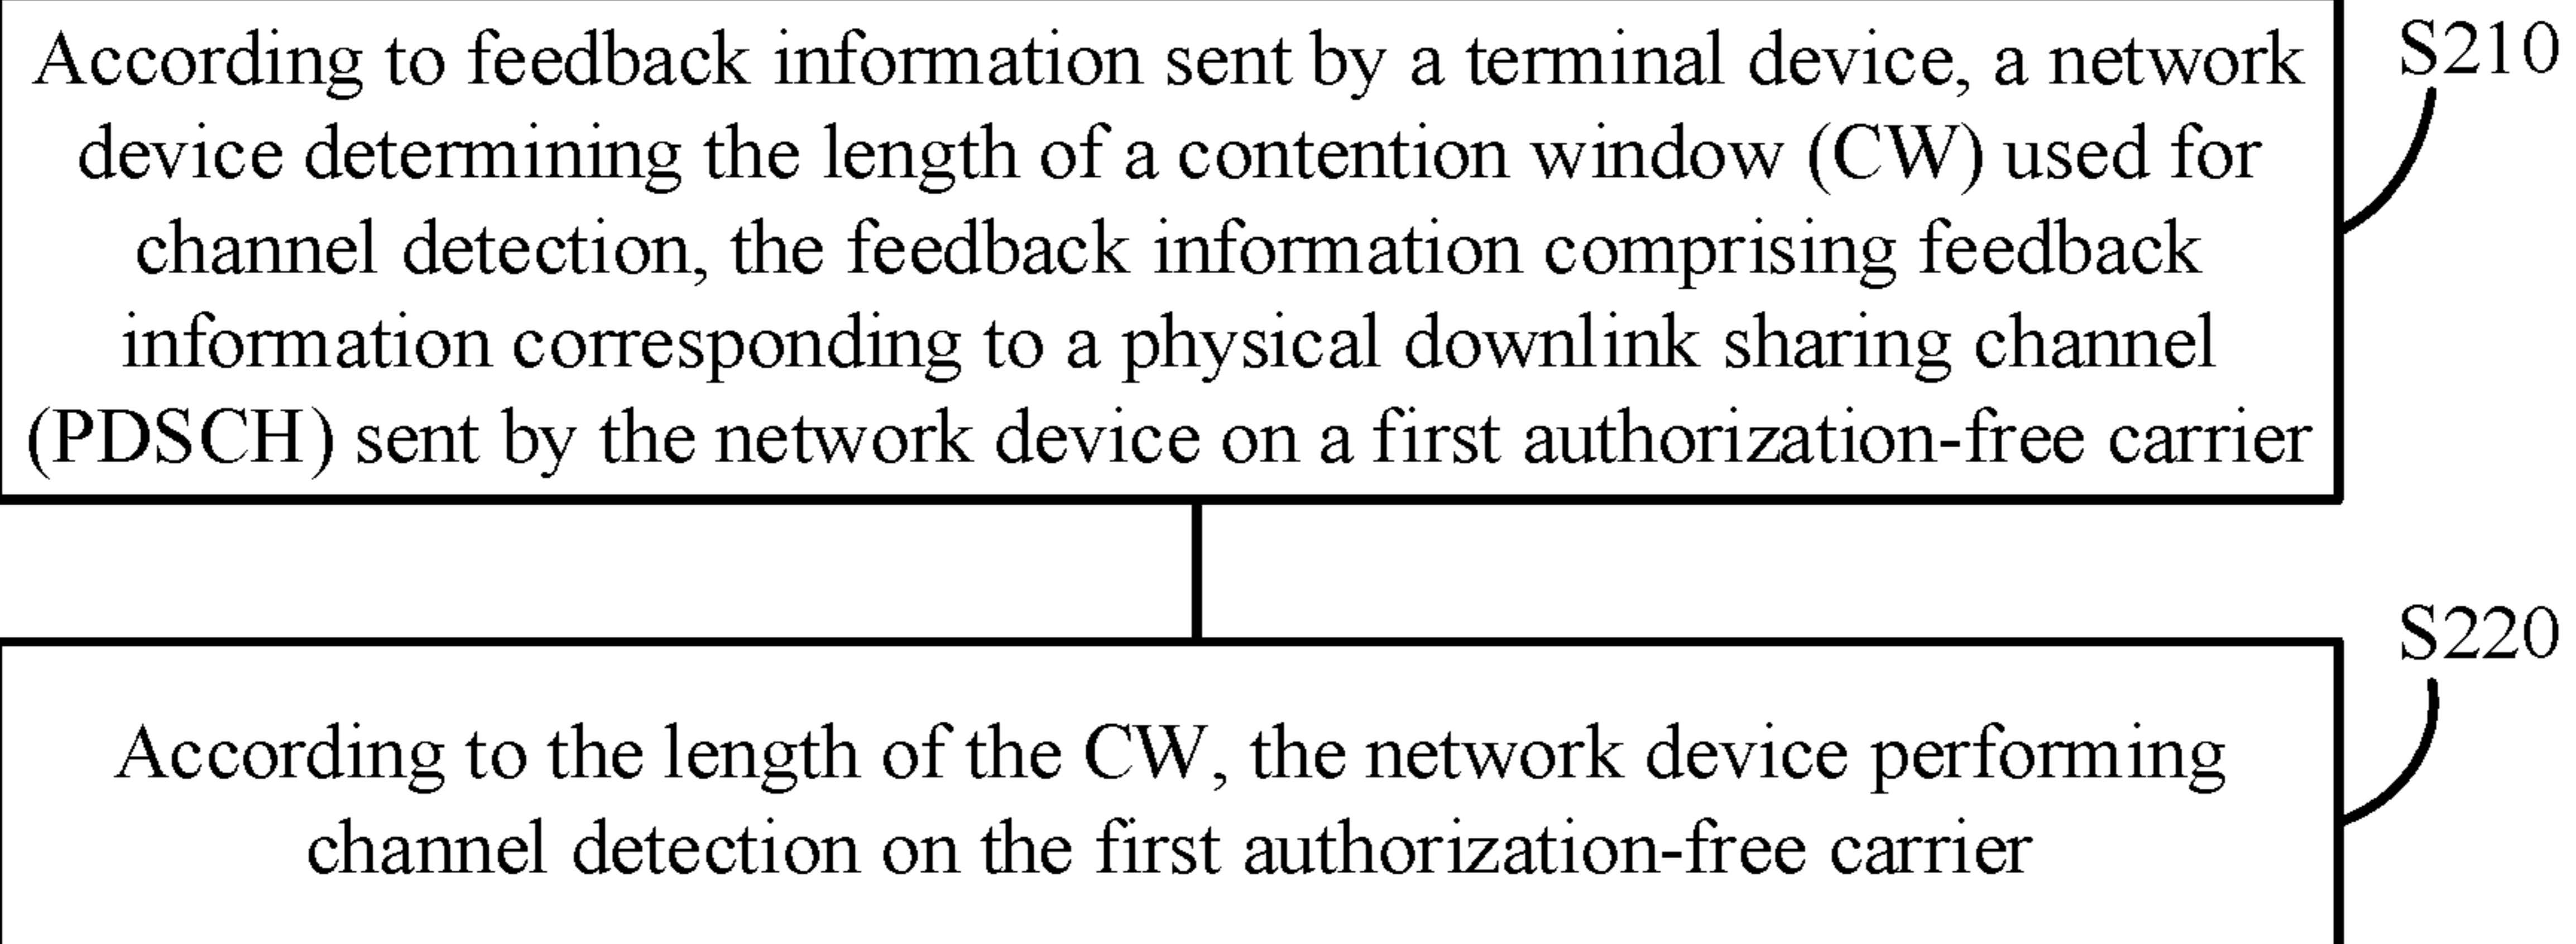 According to feedback information sent by a terminal device, a network
device determining the length of a contention window (CW) used for
channel detection, the feedback information comprising feedback
information corresponding to a physical downlink sharing channel
(PDSCH) sent by the network device on a first authorization-free carrier
S210
According to the length of the CW, the network device performing
channel detection on the first authorization-free carrier
S220